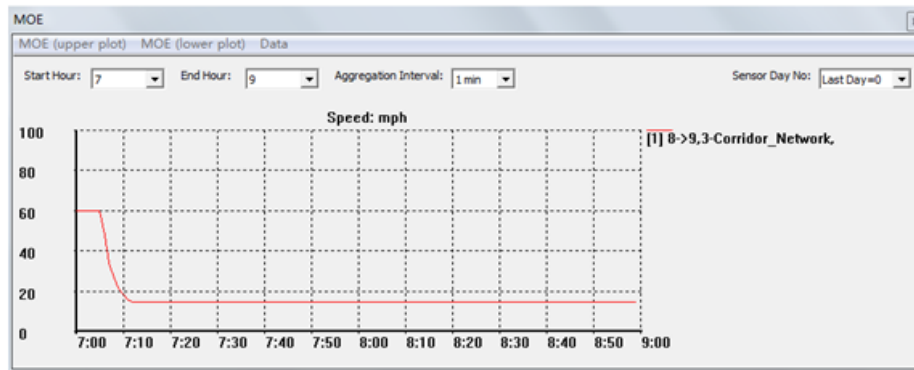 MOE
MOE (upper plot) MOE (lower plot) Data
Start Hour: 7 End Hour: 9 Aggregation Interval: 1 min Sensor Day No: Last Day=0
Speed: mph
[1] 8->9,3-Corridor_Network,
100
80
60
40
20
0
7:00 7:10 7:20 7:30 7:40 7:50 8:00 8:10 8:20 8:30 8:40 8:50 9:00